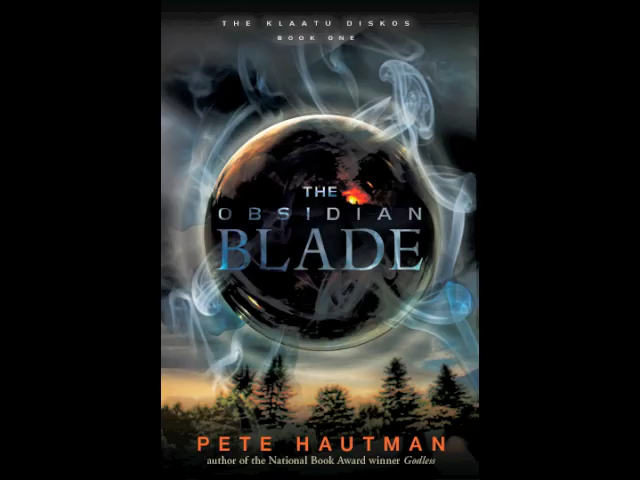 THE KLAATU DISKOS
BOOK ONE
THE
OBSIDIAN
BLADE
PETE HAUTMAN
author of the National Book Award winner Godless